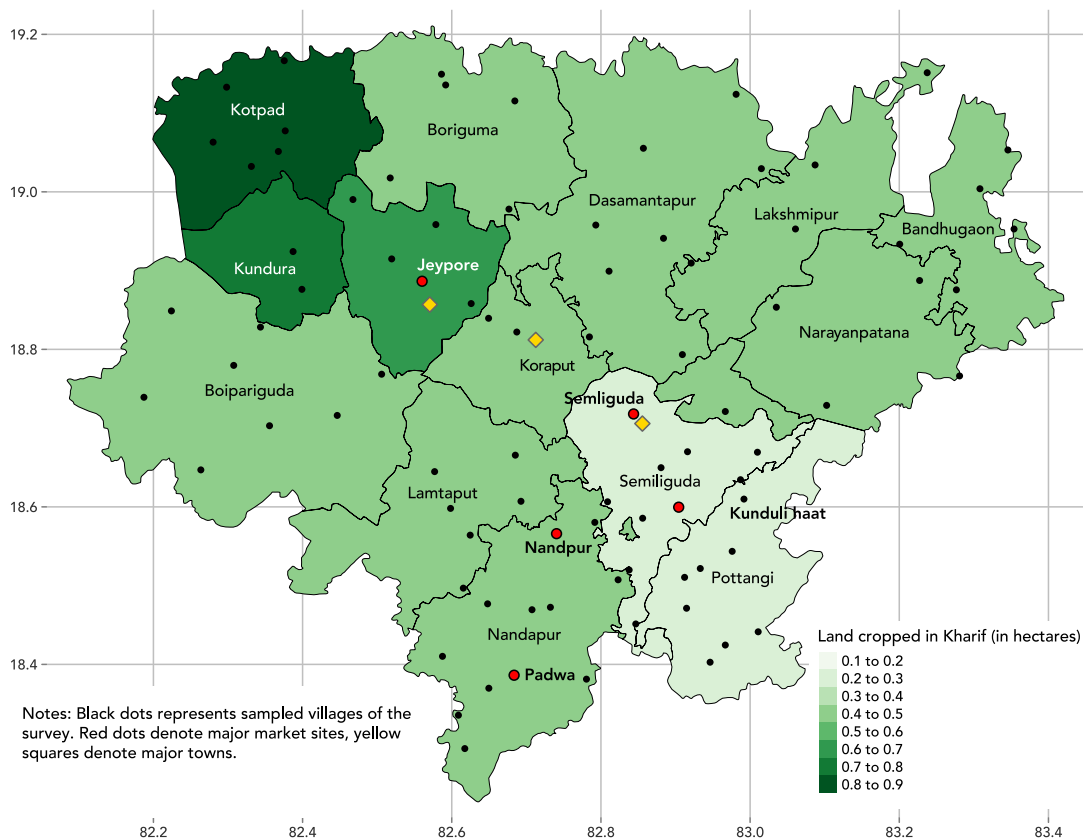 19.2
Kotpad
Boriguma
19.0
Dasamantapur
Lakshmipur
Bandhugaon
Kundura
Jeypore
18.8
Narayanpatana
Koraput
Boipariguda
Semliguda
Semiliguda
Lamtaput
18.6
Kunduli haat
Nandpur
Pottangi
Nandapur
Land cropped in Kharif (in hectares)
0.1 to 0.2
0.2 to 0.3
0.3 to 0.4
0.4 to 0.5
0.5 to 0.6
0.6 to 0.7
0.7 to 0.8
0.8 to 0.9
18.4
Padwa
Notes: Black dots represents sampled villages of the
survey. Red dots denote major market sites, yellow
squares denote major towns.
82.2 82.4 82.6 82.8 83.0 83.2 83.4